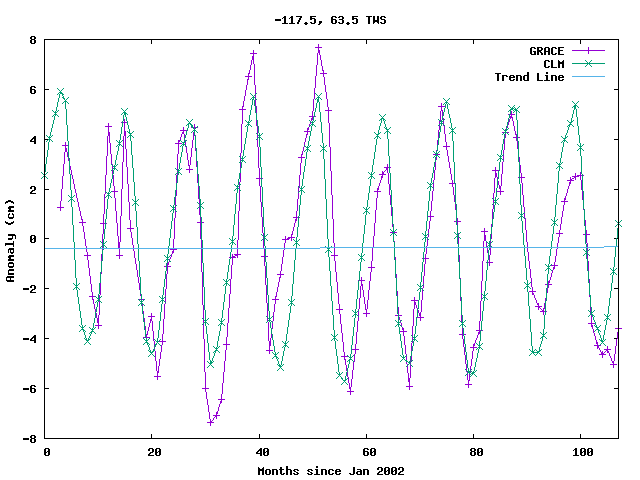 -117.5, 63.5 TWS
GRACE
CLM
Trend Line
8
6
4
2
0
-2
-4
-6
-8
Anomaly (cm)
0 20 40 60 80 100
Months since Jan 2002